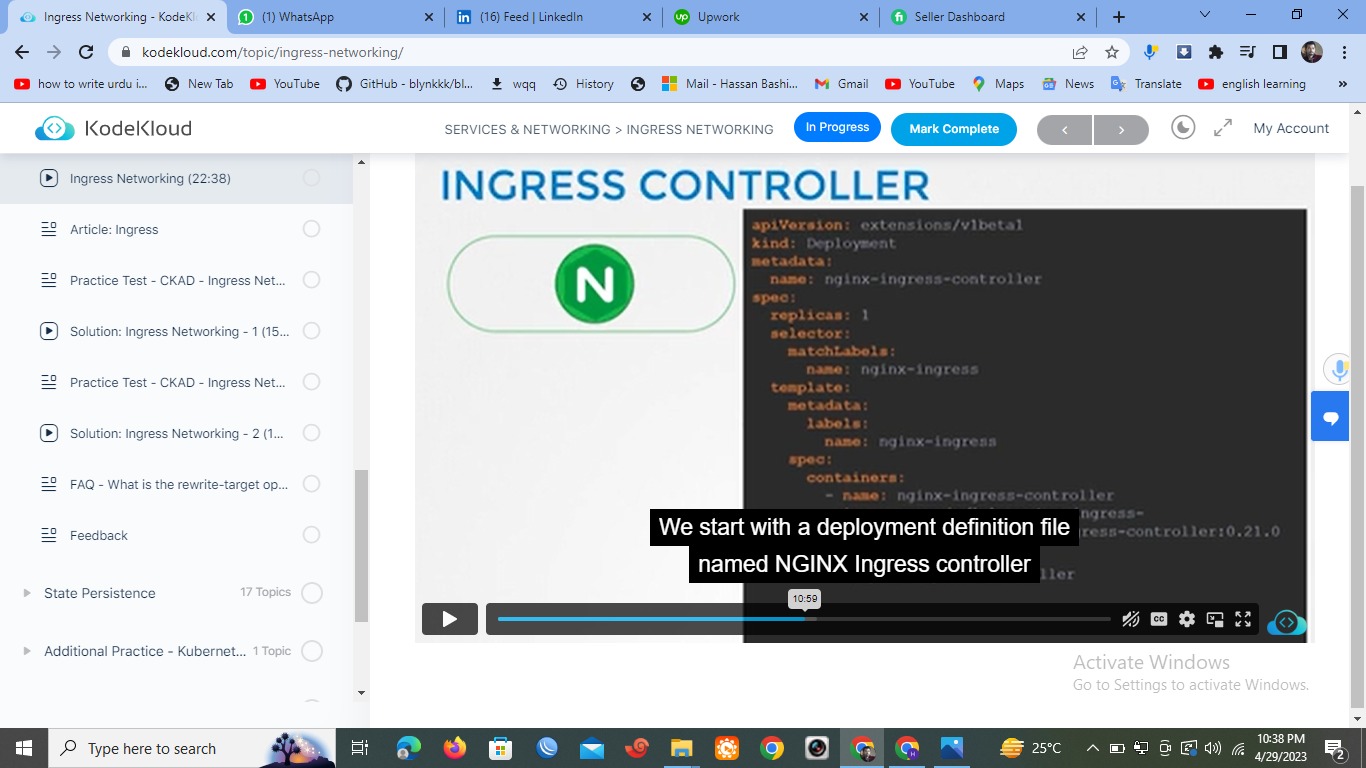 Ingress Networking - KodeKl
(1) WhatsApp
(16) Feed | LinkedIn
Upwork
Seller Dashboard
kodekloud.com/topic/ingress-networking/
how to write urdu i...
New Tab
YouTube
GitHub - blynkkk/bl...
wqq
History
Mail - Hassan Bashi...
Gmail
YouTube
Maps
News
Translate
english learning
»
KodeKloud
SERVICES & NETWORKING > INGRESS NETWORKING
In Progress
Mark Complete
<
>
My Account
Ingress Networking (22:38)
Article: Ingress
Practice Test - CKAD - Ingress Net...
Solution: Ingress Networking - 1 (15...
Practice Test - CKAD - Ingress Net...
Solution: Ingress Networking - 2 (1...
FAQ - What is the rewrite-target op...
Feedback
State Persistence
17 Topics
Additional Practice - Kubernet...
1 Topic
INGRESS CONTROLLER
N
apiVersion: extensions/v1beta1
kind: Deployment
metadata:
name: nginx-ingress-controller
spec:
replicas: 1
selector:
matchLabels:
name: nginx-ingress
template:
metadata:
labels:
name: nginx-ingress
spec:
containers:
- name: nginx-ingress-controller
ingress-
ress-controller:0.21.0
ller
We start with a deployment definition file
named NGINX Ingress controller
10:59
CC
Activate Windows
Go to Settings to activate Windows.
Type here to search
25°C
10:38 PM
4/29/2023
2